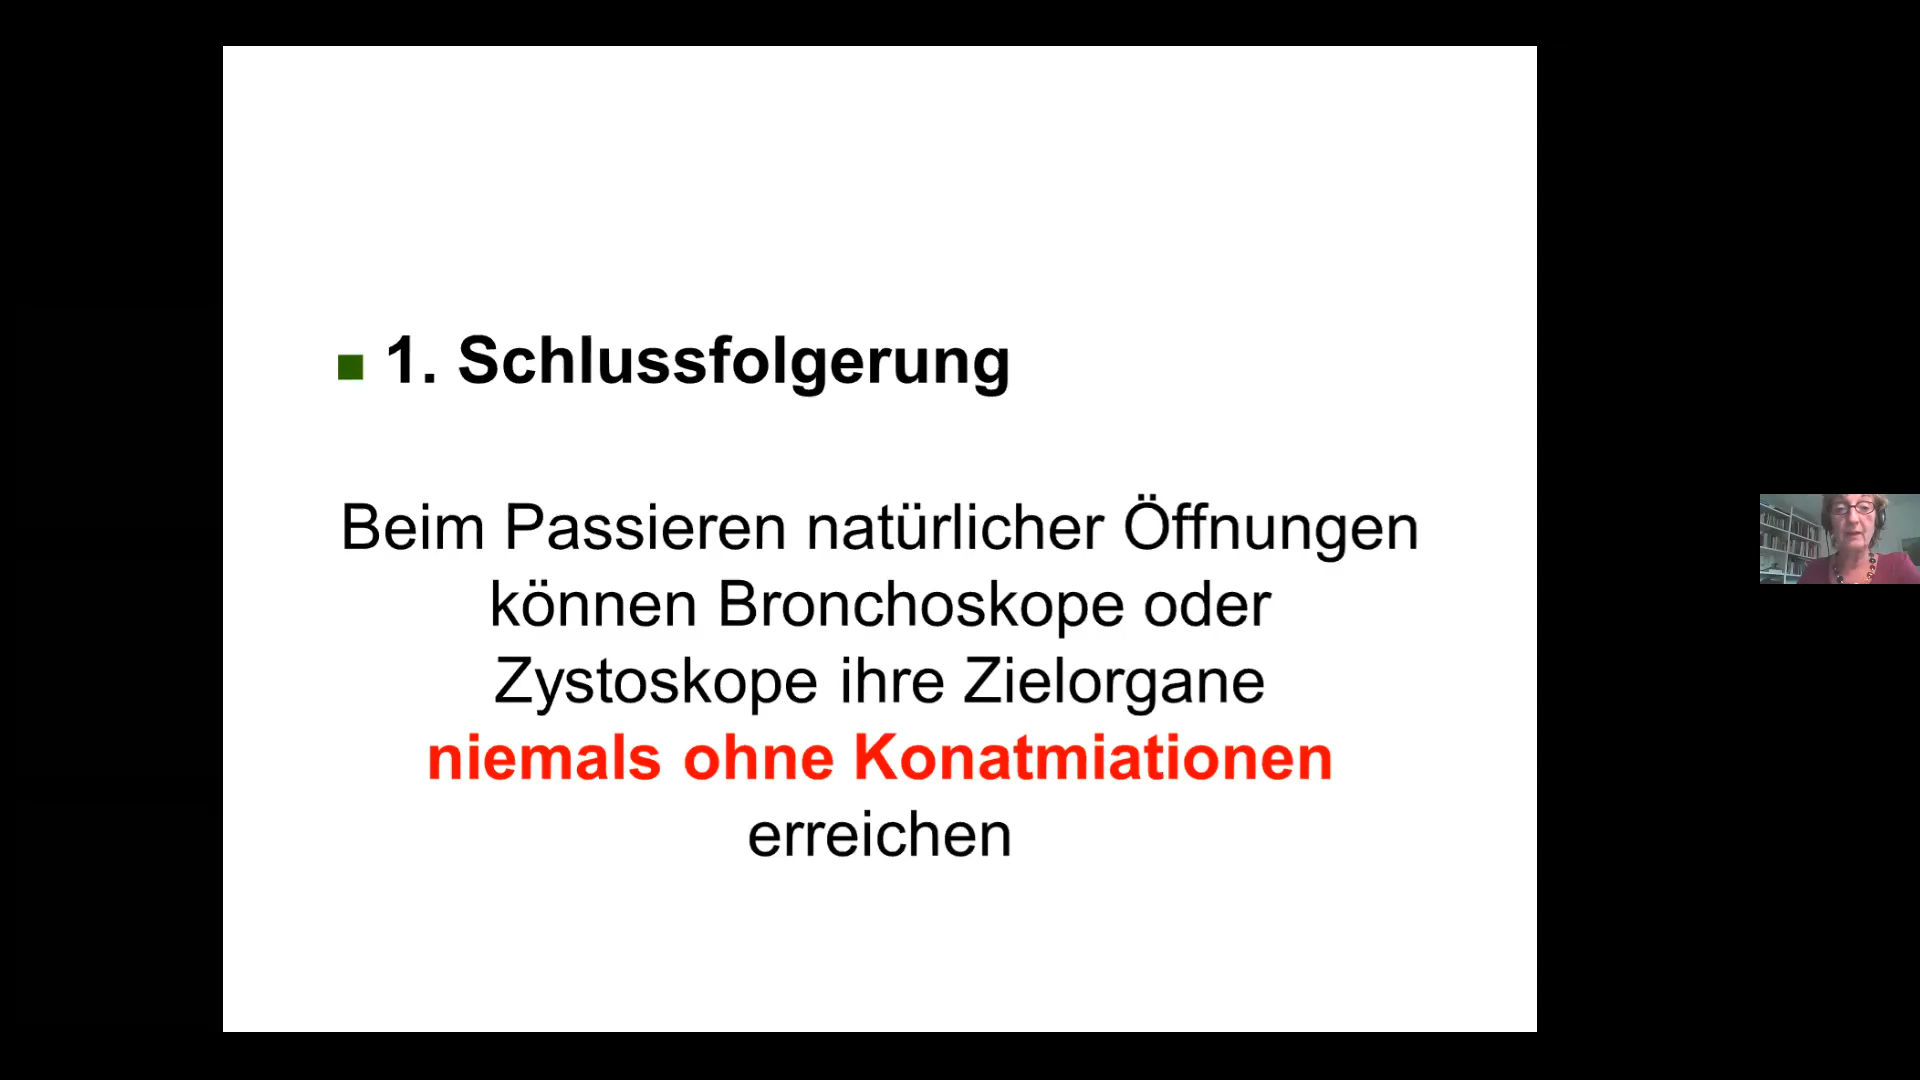 1. Schlussfolgerung
Beim Passieren natürlicher Öffnungen
können Bronchoskope oder
Zystoskope ihre Zielorgane
niemals ohne Konatmiationen
erreichen